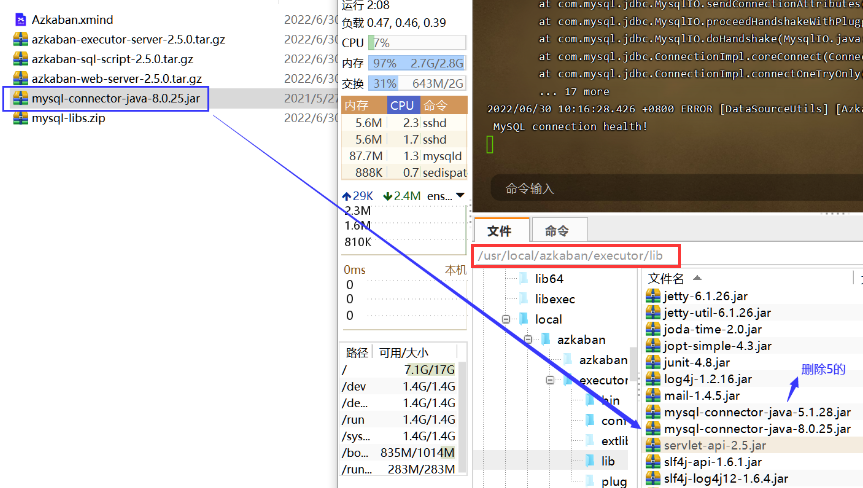 Azkaban.xmind 2022/6/30
azkaban-executor-server-2.5.0.tar.gz 2022/6/30
azkaban-sql-script-2.5.0.tar.gz 2022/6/30
azkaban-web-server-2.5.0.tar.gz 2022/6/30
mysql-connector-java-8.0.25.jar 2021/5/27
mysql-libs.zip 2022/6/30
运行 2:08
负载 0.47, 0.46, 0.39
CPU 7%
内存 97% 2.7G/2.8G
交换 31% 643M/2G
内存 CPU 命令
5.6M 2.3 sshd
5.6M 1.7 sshd
87.7M 1.3 mysqld
888K 0.7 sedispat
29K 2.4M ens...
2.3M
1.6M
810K
0ms 本机
0
0
0
路径 可用/大小
/ 7.1G/17G
/dev 1.4G/1.4G
/de... 1.4G/1.4G
/run 1.4G/1.4G
/sys... 1.4G/1.4G
/bo... 835M/1014M
/run... 283M/283M
at com.mysql.jdbc.MysqlIO.sendConnectionAttributes
at com.mysql.jdbc.MysqlIO.proceedHandshakeWithPlugg
at com.mysql.jdbc.MysqlIO.doHandshake(MysqlIO.java
at com.mysql.jdbc.ConnectionImpl.coreConnect(Connec
at com.mysql.jdbc.ConnectionImpl.connectOneTryOnly
... 17 more
2022/06/30 10:16:28.426 +0800 ERROR [DataSourceUtils] [Azka
MySQL connection health!
命令输入
文件 命令
/usr/local/azkaban/executor/lib
lib64
libexec
local
azkaban
azkaban
executor
bin
conf
extlib
lib
plug
文件名
jetty-6.1.26.jar
jetty-util-6.1.26.jar
joda-time-2.0.jar
jopt-simple-4.3.jar
junit-4.8.jar
log4j-1.2.16.jar
mail-1.4.5.jar
mysql-connector-java-5.1.28.jar
mysql-connector-java-8.0.25.jar
servlet-api-2.5.jar
slf4j-api-1.6.1.jar
slf4j-log4j12-1.6.4.jar
删除5的